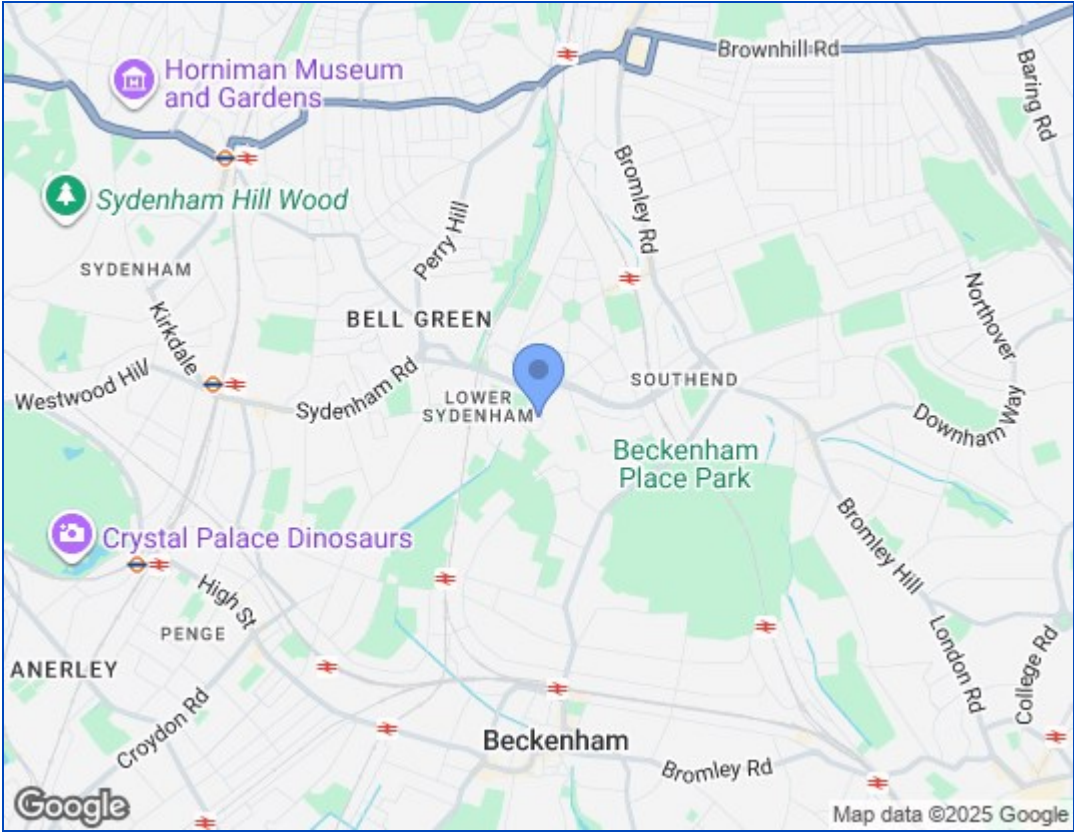 Brownhill Rd
Baring Rd
Horniman Museum
and Gardens
Bromley Rd
Sydenham Hill Wood
Perry Hill
SYDENHAM
Northover
Kirkdale
BELL GREEN
Westwood Hill
Sydenham Rd
SOUTHEND
LOWER
SYDENHAM
Downham Way
Beckenham
Place Park
Crystal Palace Dinosaurs
Bromley Hill
High St
PENGE
London Rd
College Rd
ANERLEY
Croydon Rd
Beckenham
Bromley Rd
Google
Map data ©2025 Google